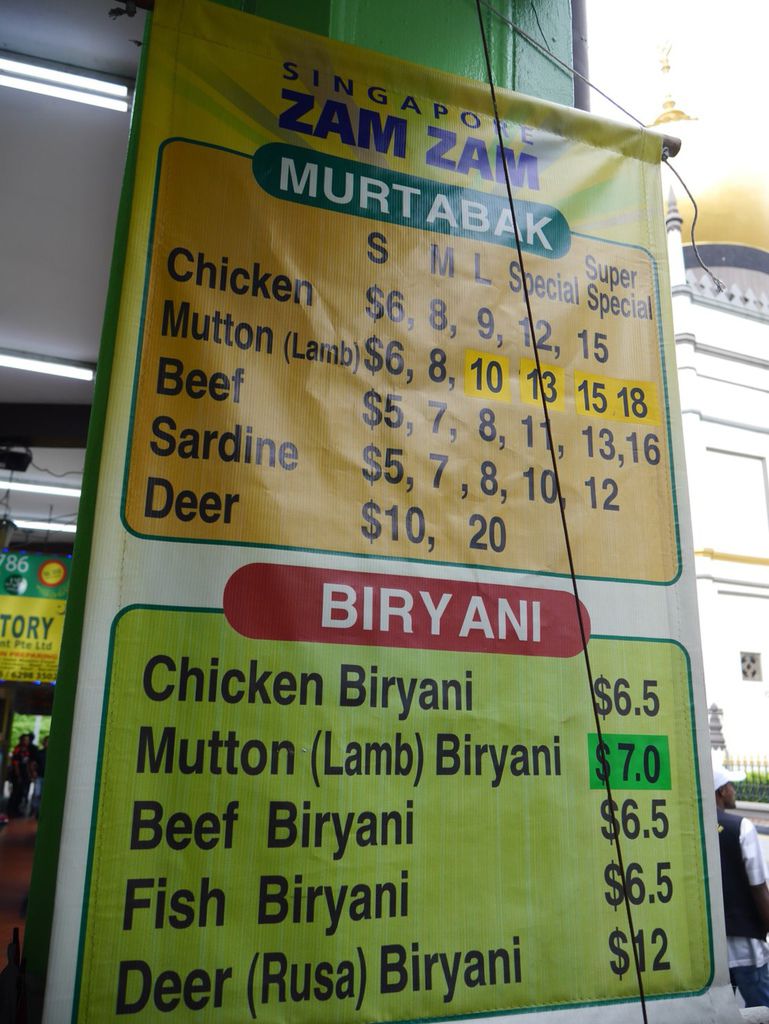 SINGAPORE
ZAM ZAM
MURTABAK
S M L Special Super Special
Chicken $6, 8, 9, 12, 15
Mutton (Lamb) $6, 8, 10 13 15 18
Beef $5, 7, 8, 11, 13, 16
Sardine $5, 7, 8, 10, 12
Deer $10, 20
BIRYANI
Chicken Biryani $6.5
Mutton (Lamb) Biryani $7.0
Beef Biryani $6.5
Fish Biryani $6.5
Deer (Rusa) Biryani $12
786
TORY
nt Pte Ltd